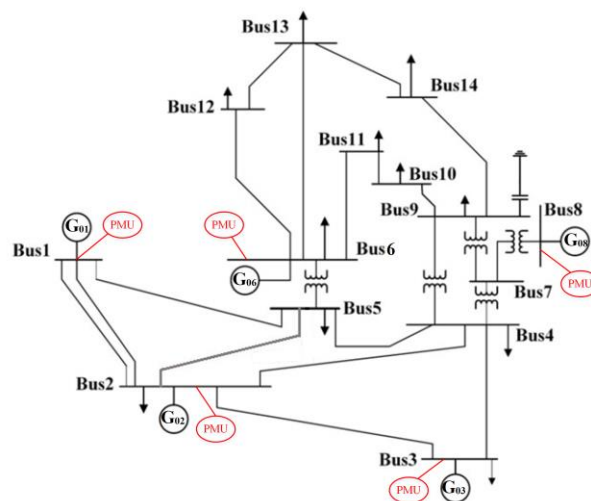 Bus13
Bus14
Bus12
Bus11
Bus10
Bus9
Bus8
G01
PMU
PMU
Bus1
Bus6
G06
G08
Bus7
PMU
Bus5
Bus4
Bus2
G02
PMU
Bus3
PMU
G03